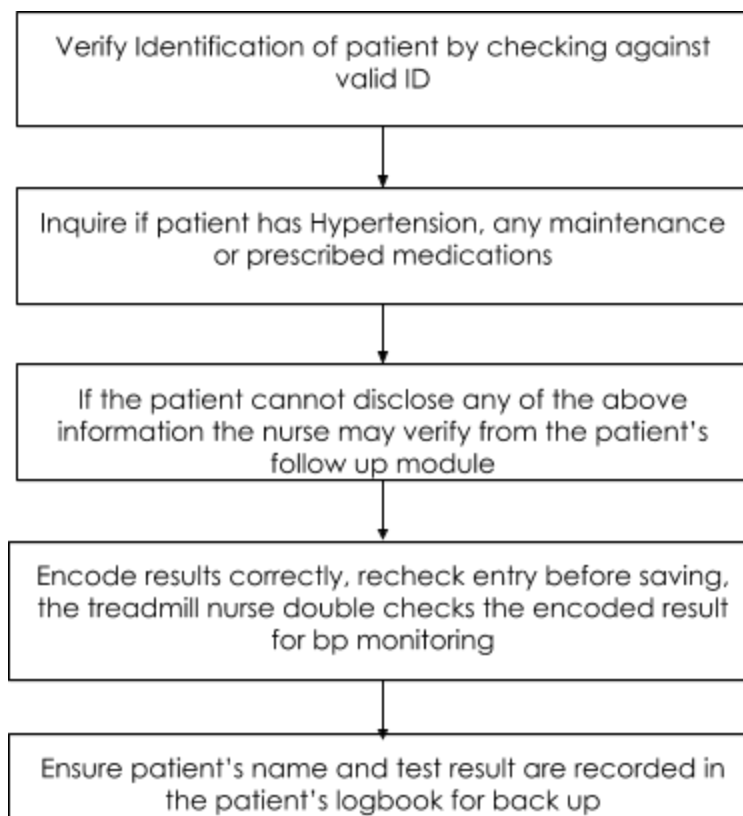 Verify Identification of patient by checking against
valid ID
Inquire if patient has Hypertension, any maintenance
or prescribed medications
If the patient cannot disclose any of the above
information the nurse may verify from the patient's
follow up module
Encode results correctly, recheck entry before saving,
the treadmill nurse double checks the encoded result
for bp monitoring
Ensure patient's name and test result are recorded in
the patient's logbook for back up